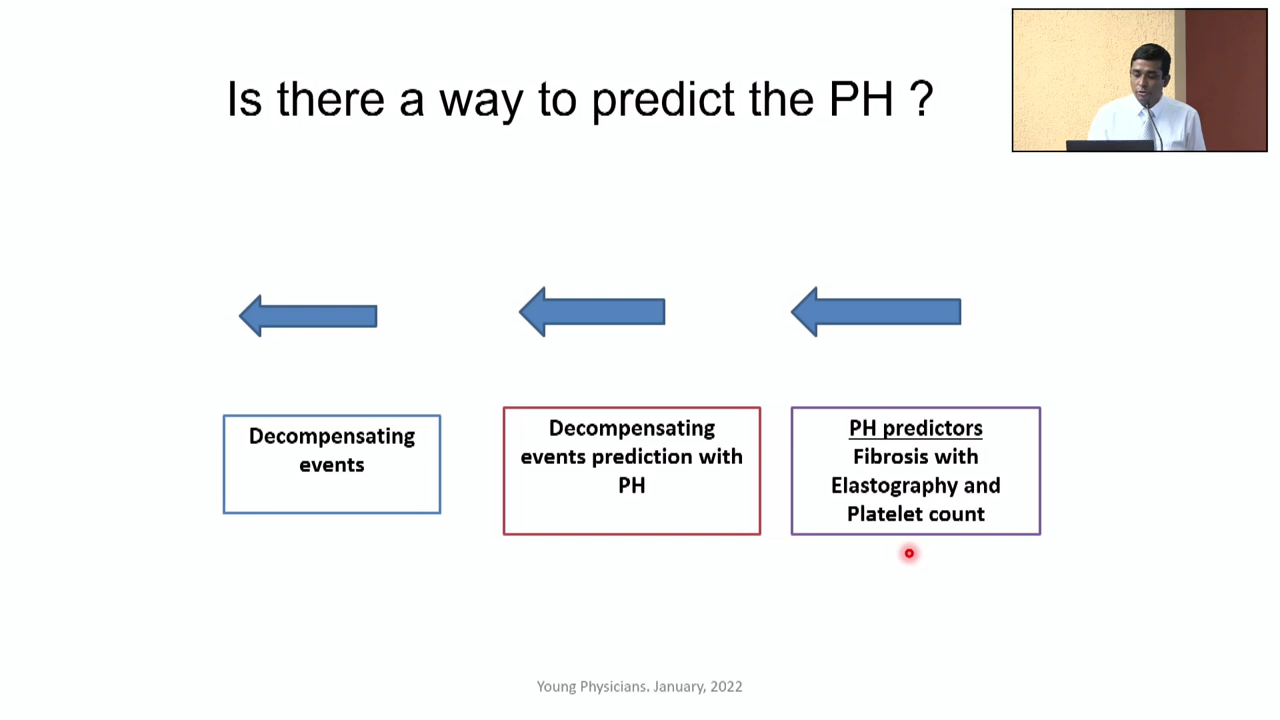 Is there a way to predict the PH ?
Decompensating
events
Decompensating
events prediction with
PH
PH predictors
Fibrosis with
Elastography and
Platelet count
Young Physicians. January, 2022